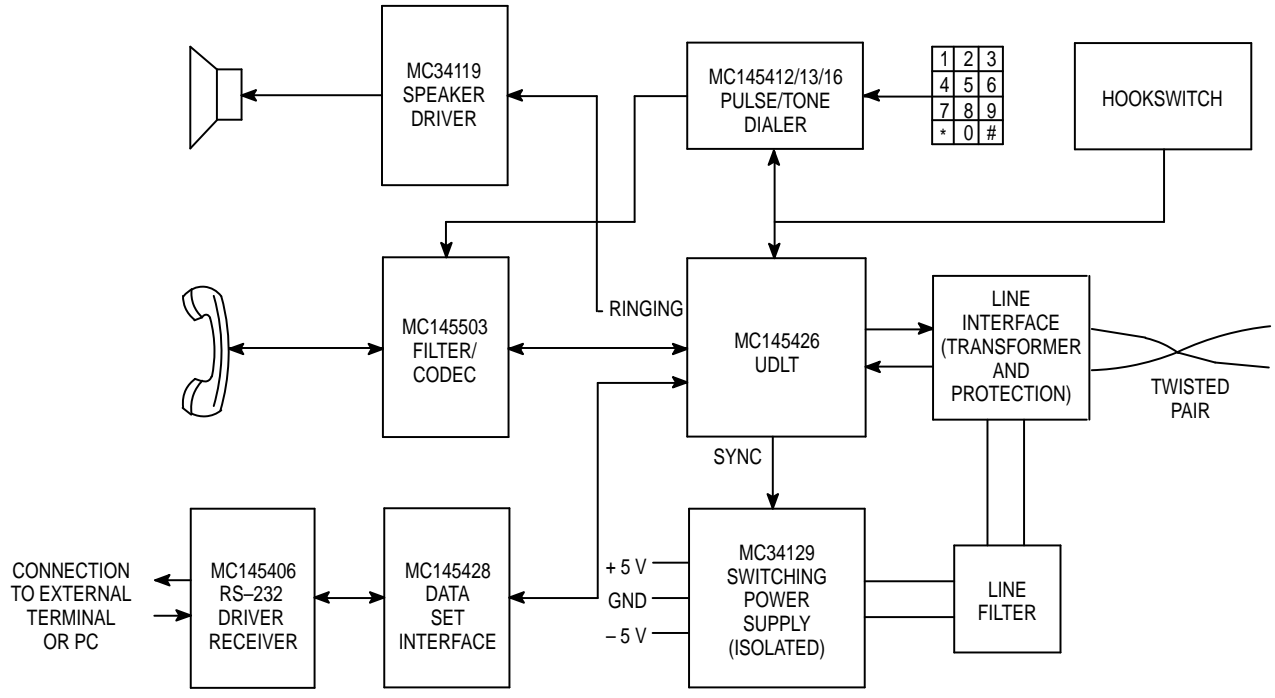 MC34119
SPEAKER
DRIVER
MC145412/13/16
PULSE/TONE
DIALER
1 2 3
4 5 6
7 8 9
* 0 #
HOOKSWITCH
RINGING
MC145503
FILTER/
CODEC
MC145426
UDLT
LINE
INTERFACE
(TRANSFORMER
AND
PROTECTION)
TWISTED
PAIR
SYNC
CONNECTION
TO EXTERNAL
TERMINAL
OR PC
MC145406
RS–232
DRIVER
RECEIVER
MC145428
DATA
SET
INTERFACE
+ 5 V
GND
– 5 V
MC34129
SWITCHING
POWER
SUPPLY
(ISOLATED)
LINE
FILTER